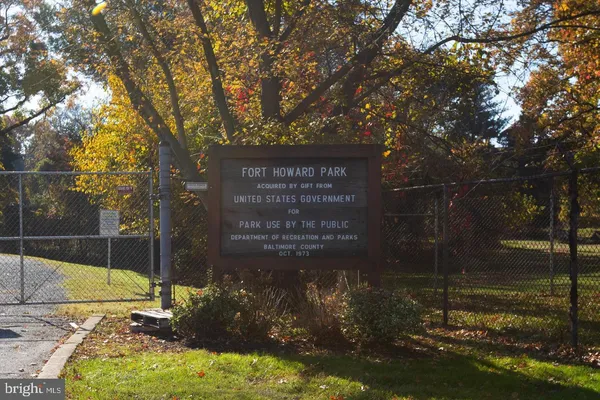 FORT HOWARD PARK
ACQUIRED BY GIFT FROM
UNITED STATES GOVERNMENT
FOR
PARK USE BY THE PUBLIC
DEPARTMENT OF RECREATION AND PARKS
BALTIMORE COUNTY
OCT. 1973
bright MLS